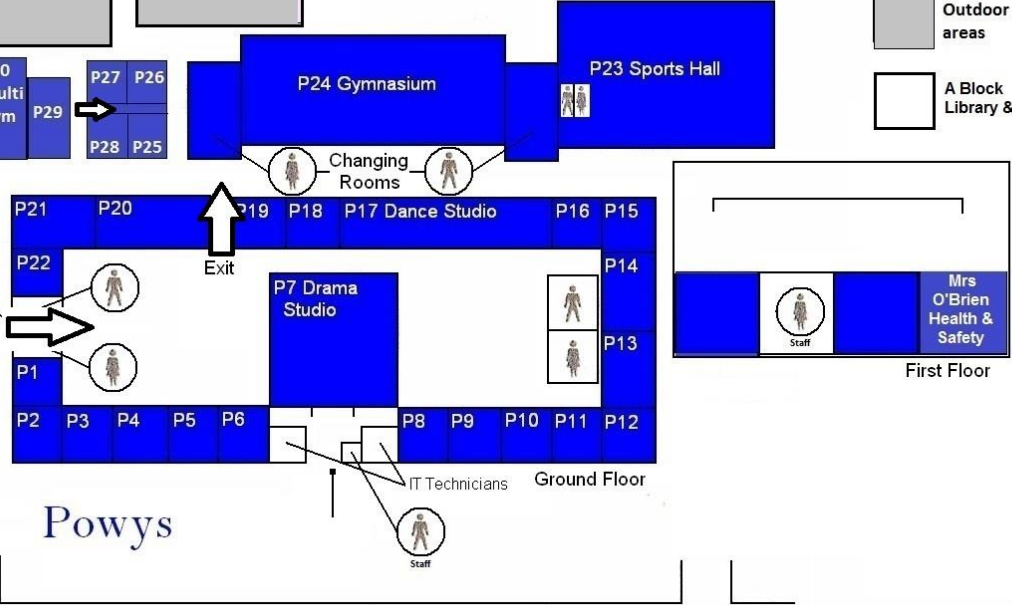 Outdoor
areas
A Block
Library &
P24 Gymnasium
P23 Sports Hall
0
ulti
m
P29
P27 P26
P28 P25
Changing
Rooms
P21
P20
P19
P18
P17 Dance Studio
P16
P15
Exit
P22
P14
P7 Drama
Studio
P13
P1
P2
P3
P4
P5
P6
P8
P9
P10
P11
P12
IT Technicians
Ground Floor
Staff
Powys
Mrs
O'Brien
Health &
Safety
Staff
First Floor